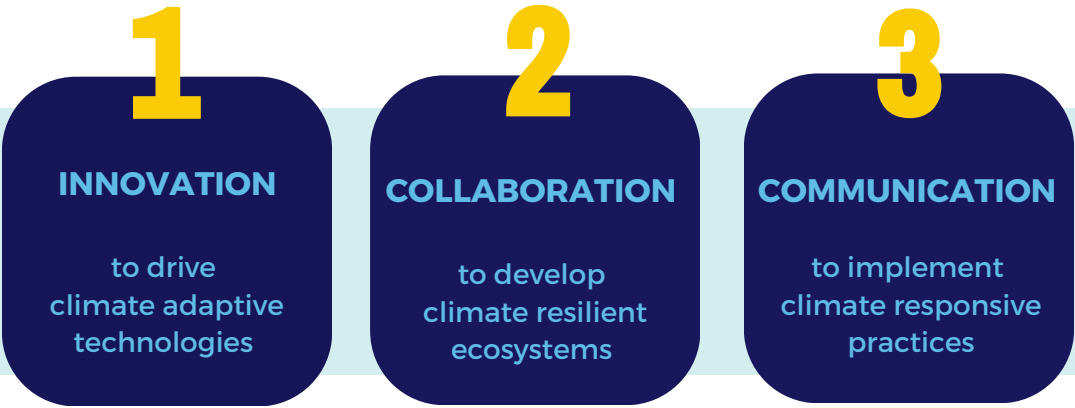 1
INNOVATION
to drive
climate adaptive
technologies
2
COLLABORATION
to develop
climate resilient
ecosystems
3
COMMUNICATION
to implement
climate responsive
practices